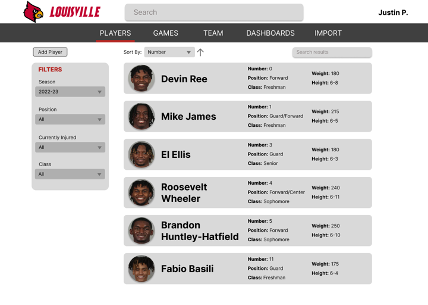 LOUISVILLE
Search
Justin P.
PLAYERS GAMES TEAM DASHBOARDS IMPORT
Add Player
Sort By: Number
Search results
FILTERS
Season
2022-23
Position
All
Currently Injured
All
Class
All
Devin Ree
Number: 0
Position: Forward
Class: Freshman
Weight: 180
Height: 6-8
Mike James
Number: 1
Position: Guard/Forward
Class: Freshman
Weight: 215
Height: 6-5
El Ellis
Number: 3
Position: Guard
Class: Senior
Weight: 180
Height: 6-3
Roosevelt
Wheeler
Number: 4
Position: Forward/Center
Class: Sophomore
Weight: 240
Height: 6-11
Brandon
Huntley-Hatfield
Number: 5
Position: Forward
Class: Sophomore
Weight: 250
Height: 6-10
Fabio Basili
Number: 11
Position: Guard
Class: Freshman
Weight: 175
Height: 6-4